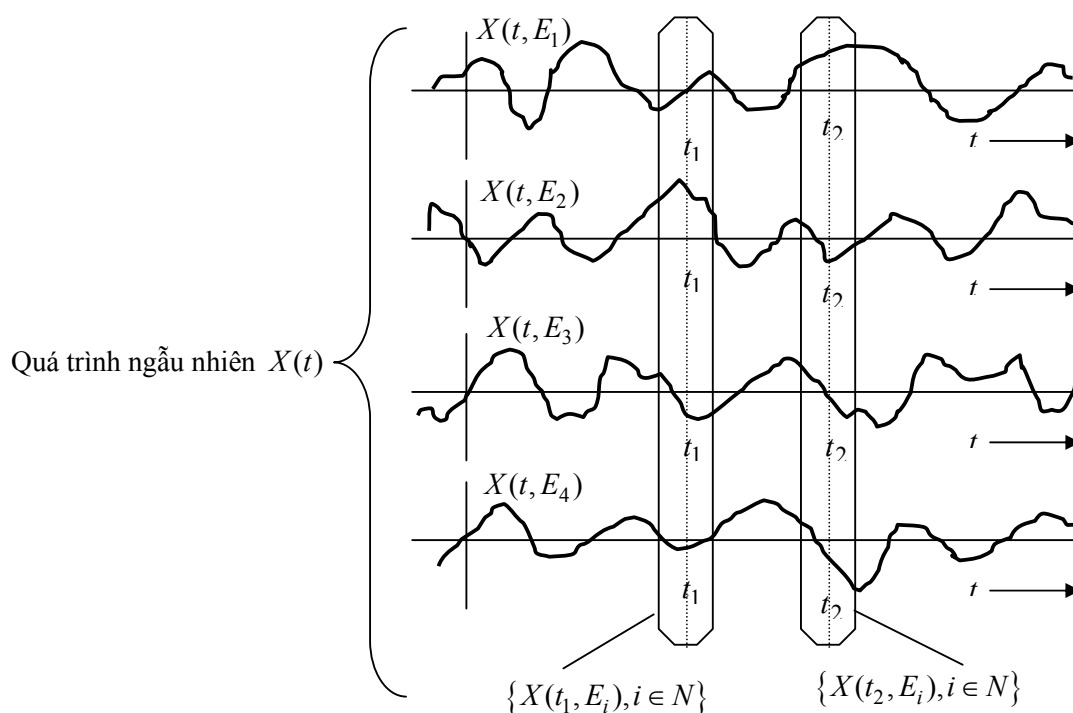 X(t, E₁)
t₁
t₂
t
X(t, E₂)
t₁
t₂
t
Quá trình ngẫu nhiên X(t)
X(t, E₃)
t₁
t₂
t
X(t, E₄)
t₁
t₂
t
{X(t₁, Eᵢ), i ∈ N}
{X(t₂, Eᵢ), i ∈ N}